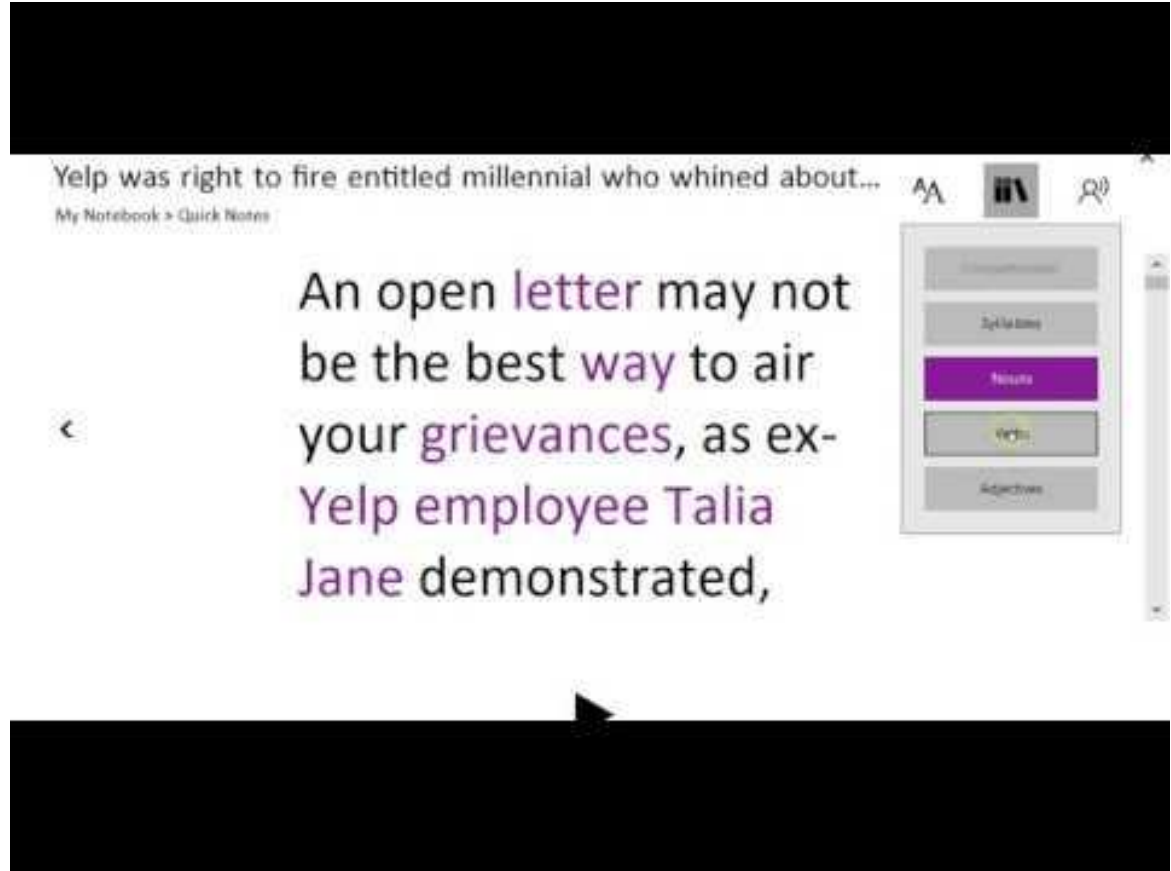 Yelp was right to fire entitled millennial who whined about...
My Notebook > Quick Notes
An open letter may not
be the best way to air
your grievances, as ex-
Yelp employee Talia
Jane demonstrated,
Syllables
Nouns
Verbs
Adjectives